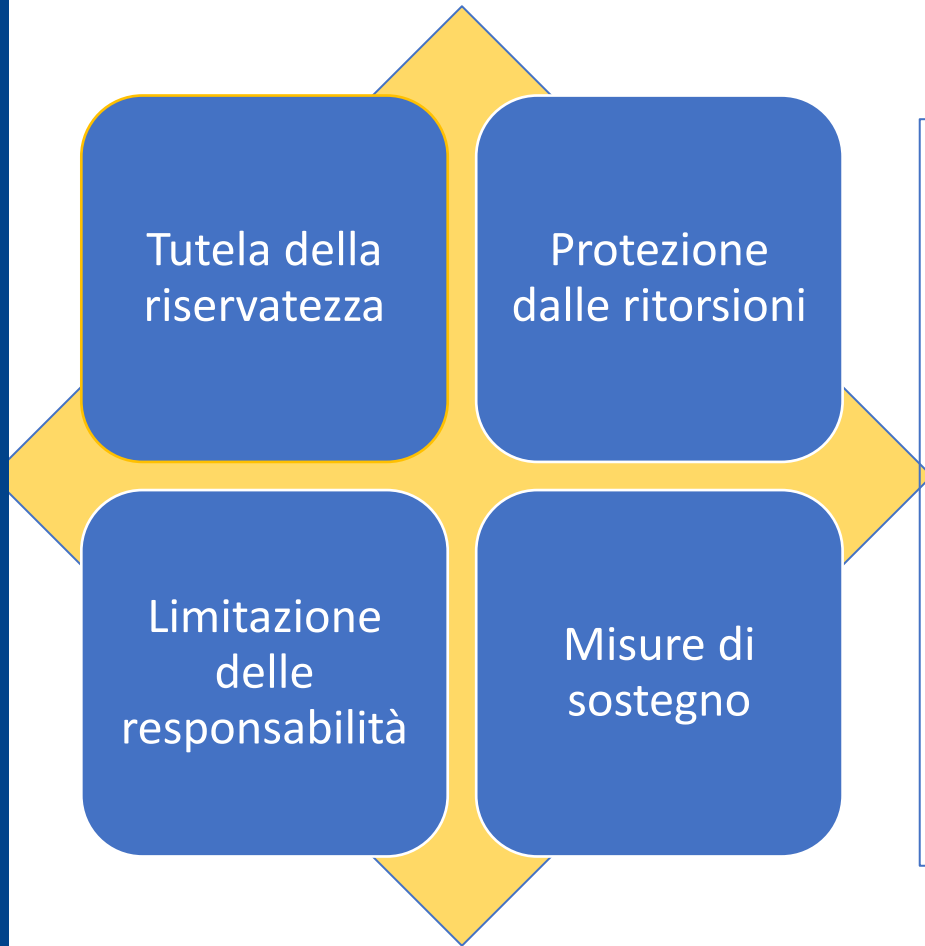 Tutela della
riservatezza
Protezione
dalle ritorsioni
Limitazione
delle
responsabilità
Misure di
sostegno